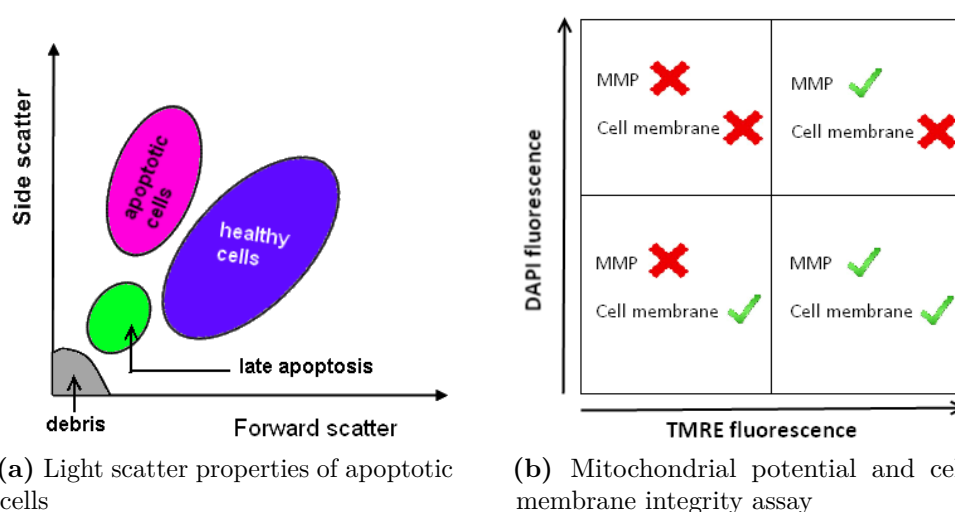 Side scatter
apoptotic
cells
healthy
cells
late apoptosis
debris
Forward scatter
(a) Light scatter properties of apoptotic
cells
DAPI fluorescence
MMP
Cell membrane
MMP
Cell membrane
MMP
Cell membrane
MMP
Cell membrane
TMRE fluorescence
(b) Mitochondrial potential and cel
membrane integrity assay